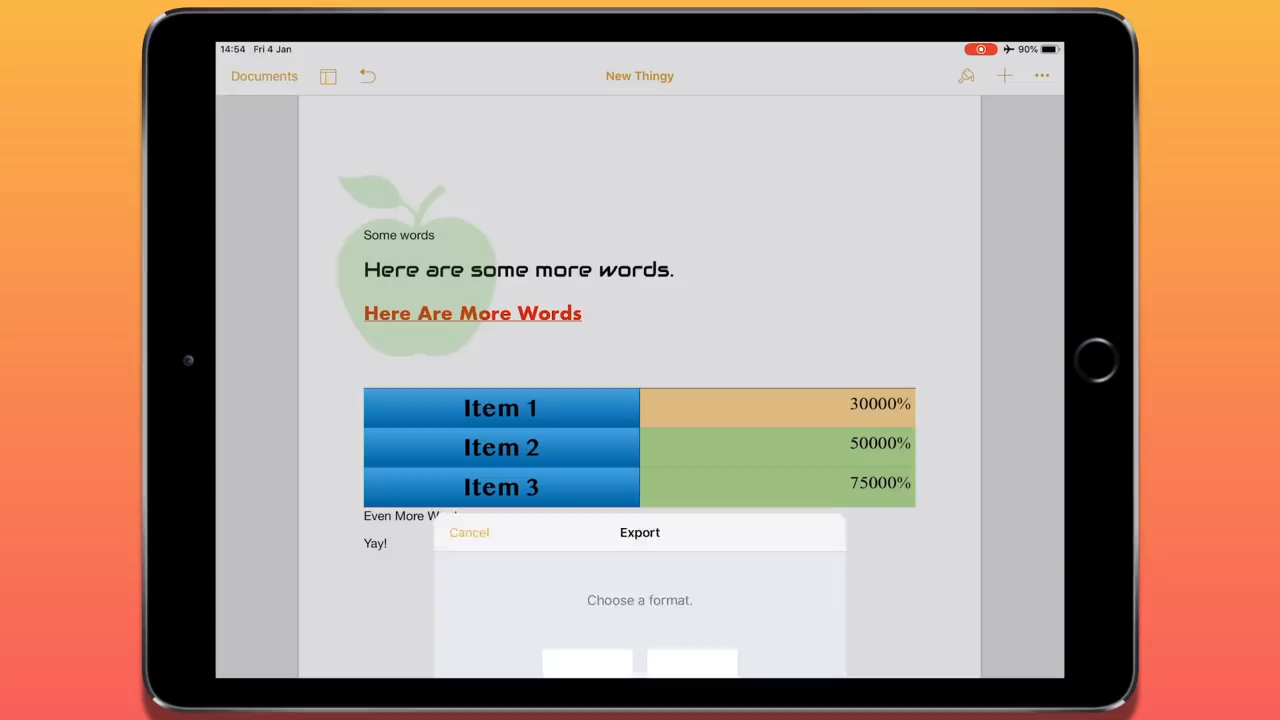 14:54 Fri 4 Jan 90%
Documents New Thingy
Some words
Here are some more words.
Here Are More Words
Item 1 30000%
Item 2 50000%
Item 3 75000%
Even More
Yay!
Cancel Export
Choose a format.